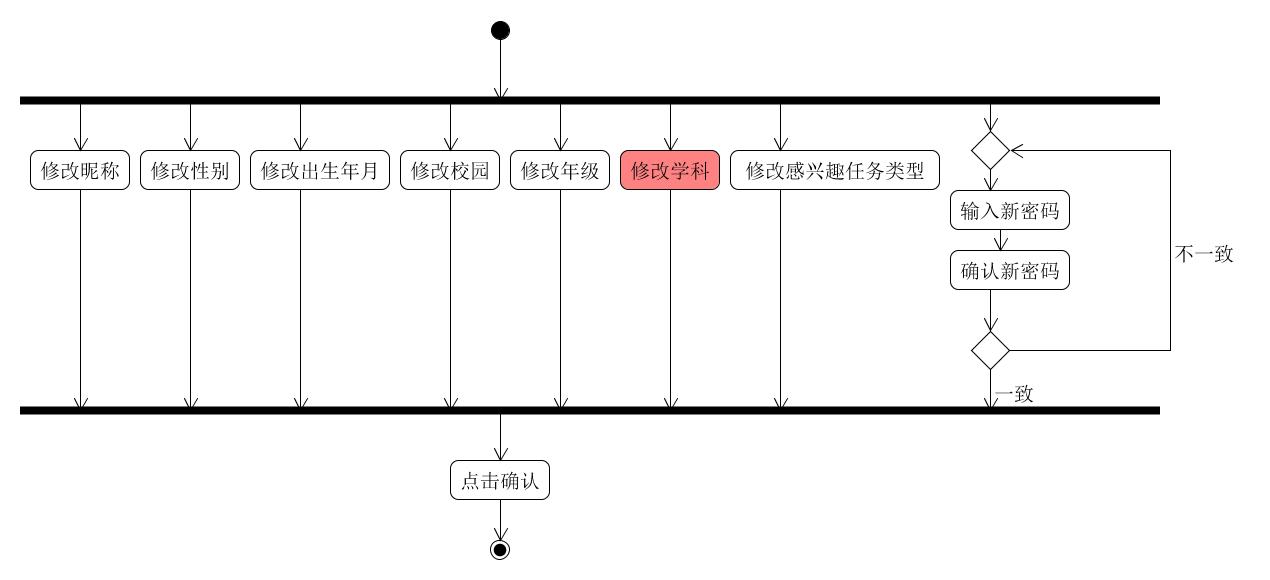 修改昵称
修改性别
修改出生年月
修改校园
修改年级
修改学科
修改感兴趣任务类型
输入新密码
确认新密码
不一致
一致
点击确认